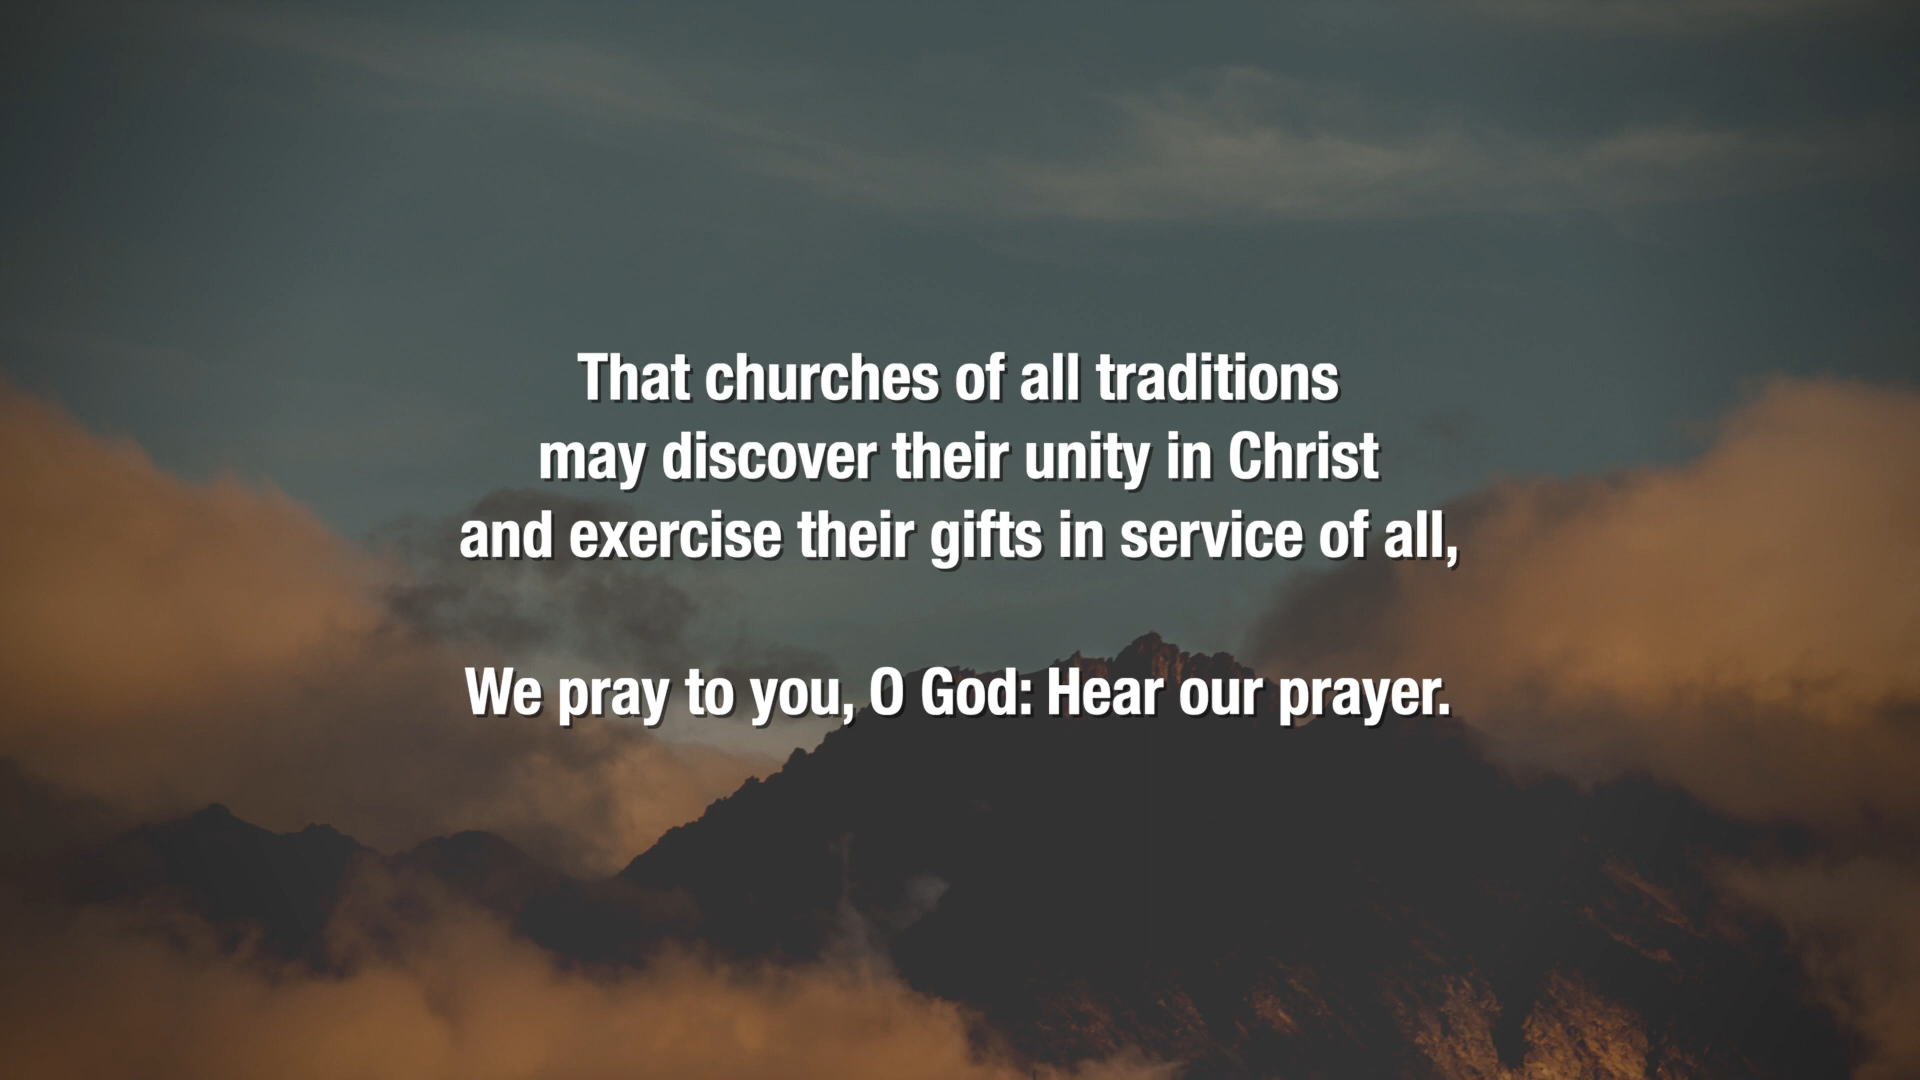 That churches of all traditions
may discover their unity in Christ
and exercise their gifts in service of all,
We pray to you, O God: Hear our prayer.